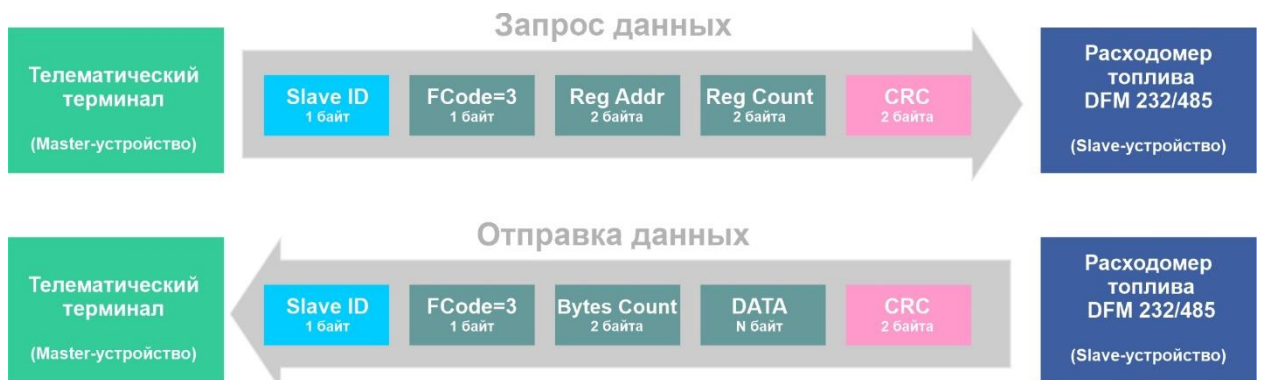 Запрос данных
Телематический
терминал
(Master-устройство)
Slave ID
1 байт
FCode=3
1 байт
Reg Addr
2 байта
Reg Count
2 байта
CRC
2 байта
Расходомер
топлива
DFM 232/485
(Slave-устройство)
Отправка данных
Телематический
терминал
(Master-устройство)
Slave ID
1 байт
FCode=3
1 байт
Bytes Count
2 байта
DATA
N байт
CRC
2 байта
Расходомер
топлива
DFM 232/485
(Slave-устройство)